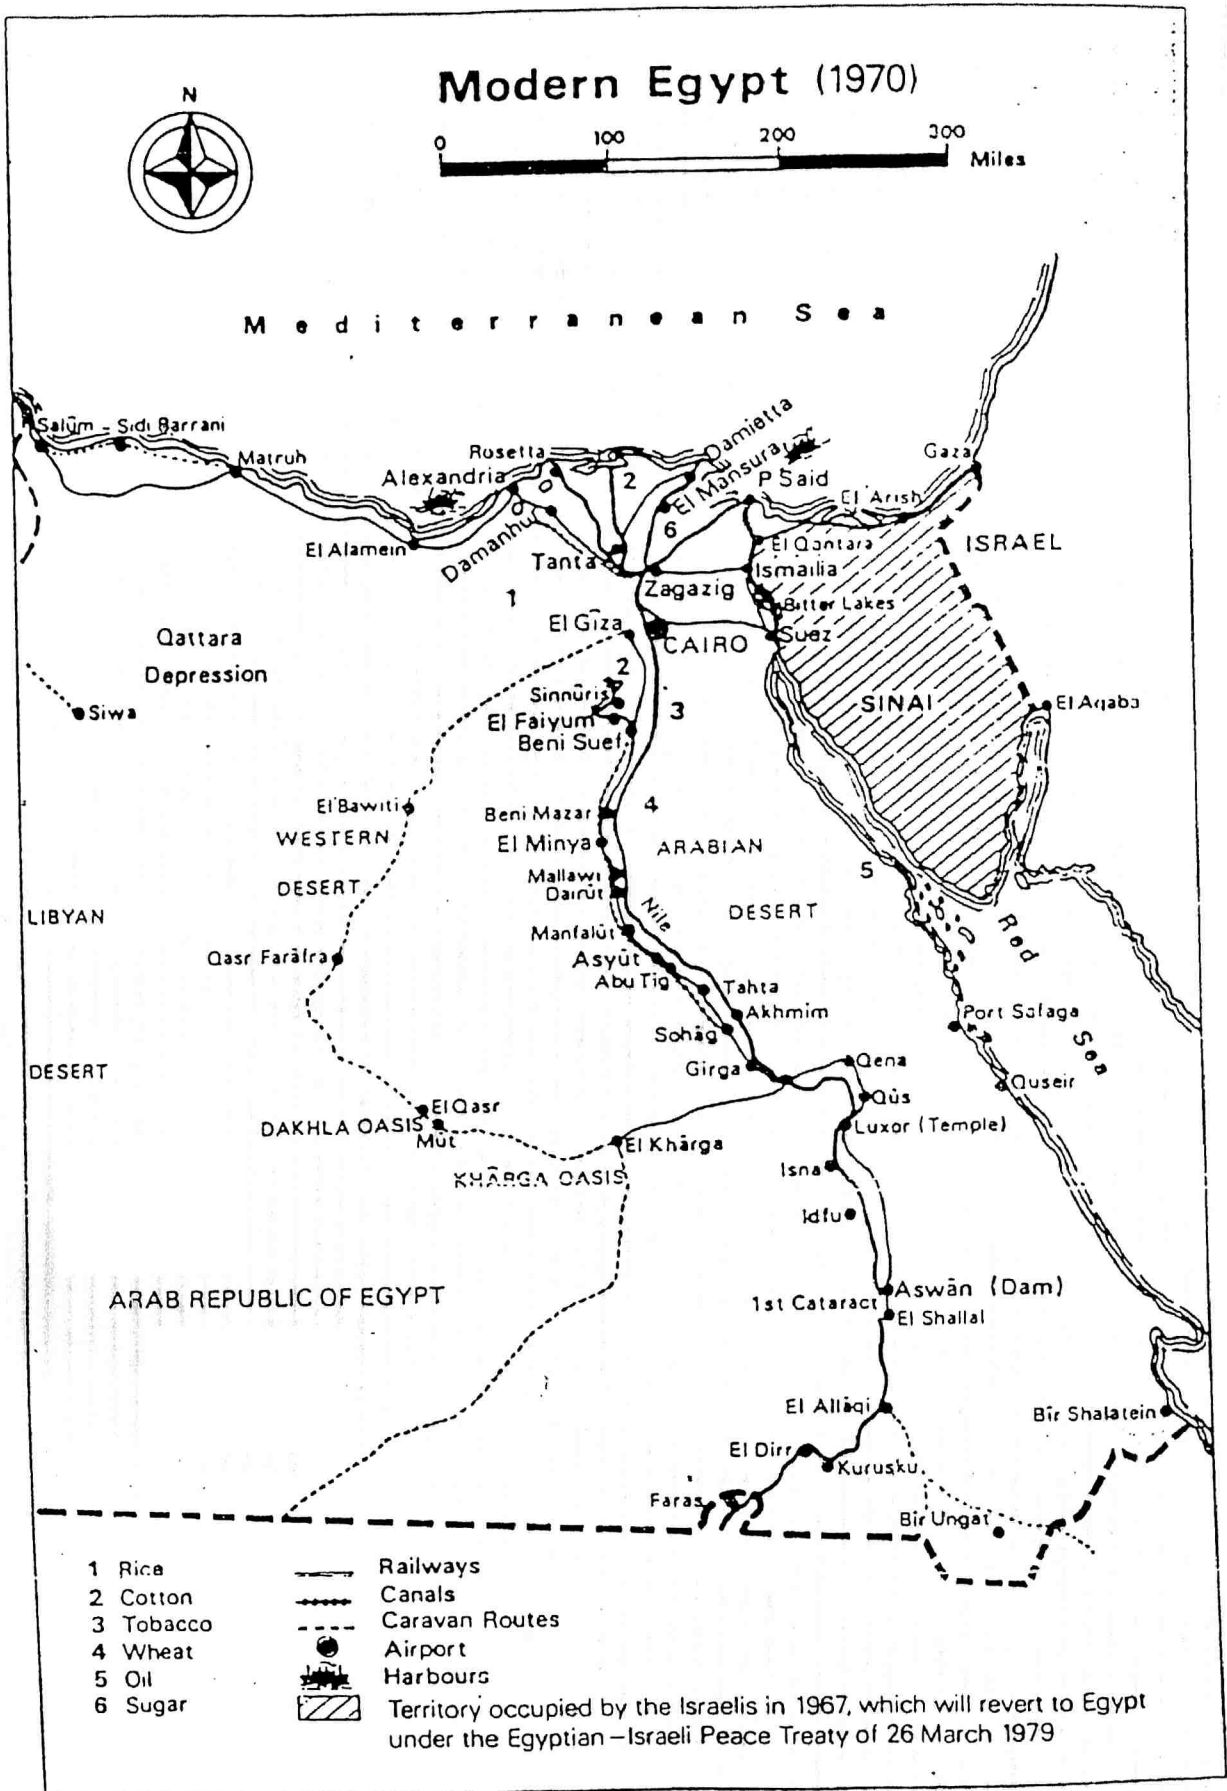 Modern Egypt (1970)
N
0 100 200 300
Miles
Mediterranean Sea
Salûm - Sidi Barrani
Matruh
Rosetta
Alexandria
Damietta
El Mansura
P Said
Gaza
El Arish
El Alamein
Damanhur
Tanta
Zagazig
El Qantara
Ismailia
ISRAEL
Bitter Lakes
1
2
6
Qattara
Depression
El Gîza
CAIRO
Suez
Siwa
2
Sinnûris
El Faiyum
Beni Suef
3
SINAI
El Aqaba
El Bawiti
WESTERN
DESERT
Beni Mazar
4
El Minya
ARABIAN
DESERT
Mallawi
Dairût
Nile
5
LIBYAN
DESERT
Manfalût
Qasr Farâfra
Asyût
Abu Tig
Tahta
Akhmim
Sohâg
Girga
Red Sea
Port Safaga
Qena
Qûs
Quseir
El Qasr
DAKHLA OASIS
Mût
Luxor (Temple)
El Khârga
KHÂRGA OASIS
Isna
Idfu
ARAB REPUBLIC OF EGYPT
Aswân (Dam)
1st Cataract
El Shallal
El Allâqi
Bîr Shalatein
El Dirr
Kurusku
Faras
Bîr Ungat
1 Rice
2 Cotton
3 Tobacco
4 Wheat
5 Oil
6 Sugar
Railways
Canals
Caravan Routes
Airport
Harbours
Territory occupied by the Israelis in 1967, which will revert to Egypt
under the Egyptian–Israeli Peace Treaty of 26 March 1979